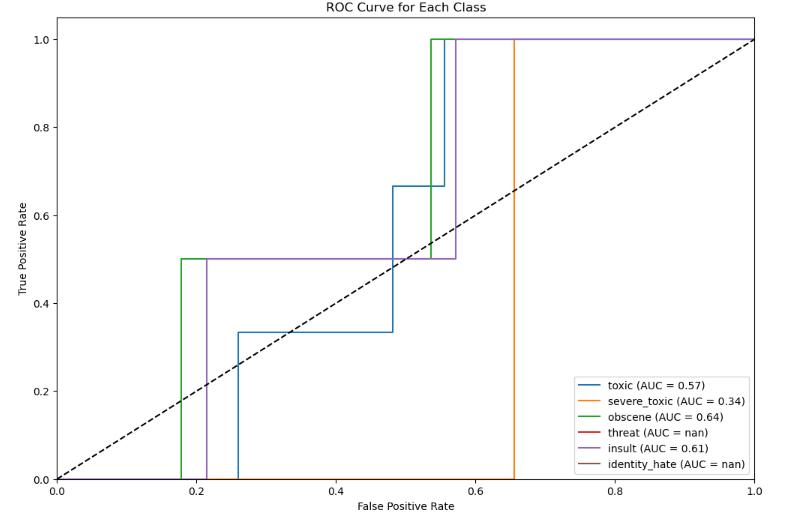 ROC Curve for Each Class
True Positive Rate
1.0
0.8
0.6
0.4
0.2
0.0
0.0 0.2 0.4 0.6 0.8 1.0
False Positive Rate
toxic (AUC = 0.57)
severe_toxic (AUC = 0.34)
obscene (AUC = 0.64)
threat (AUC = nan)
insult (AUC = 0.61)
identity_hate (AUC = nan)